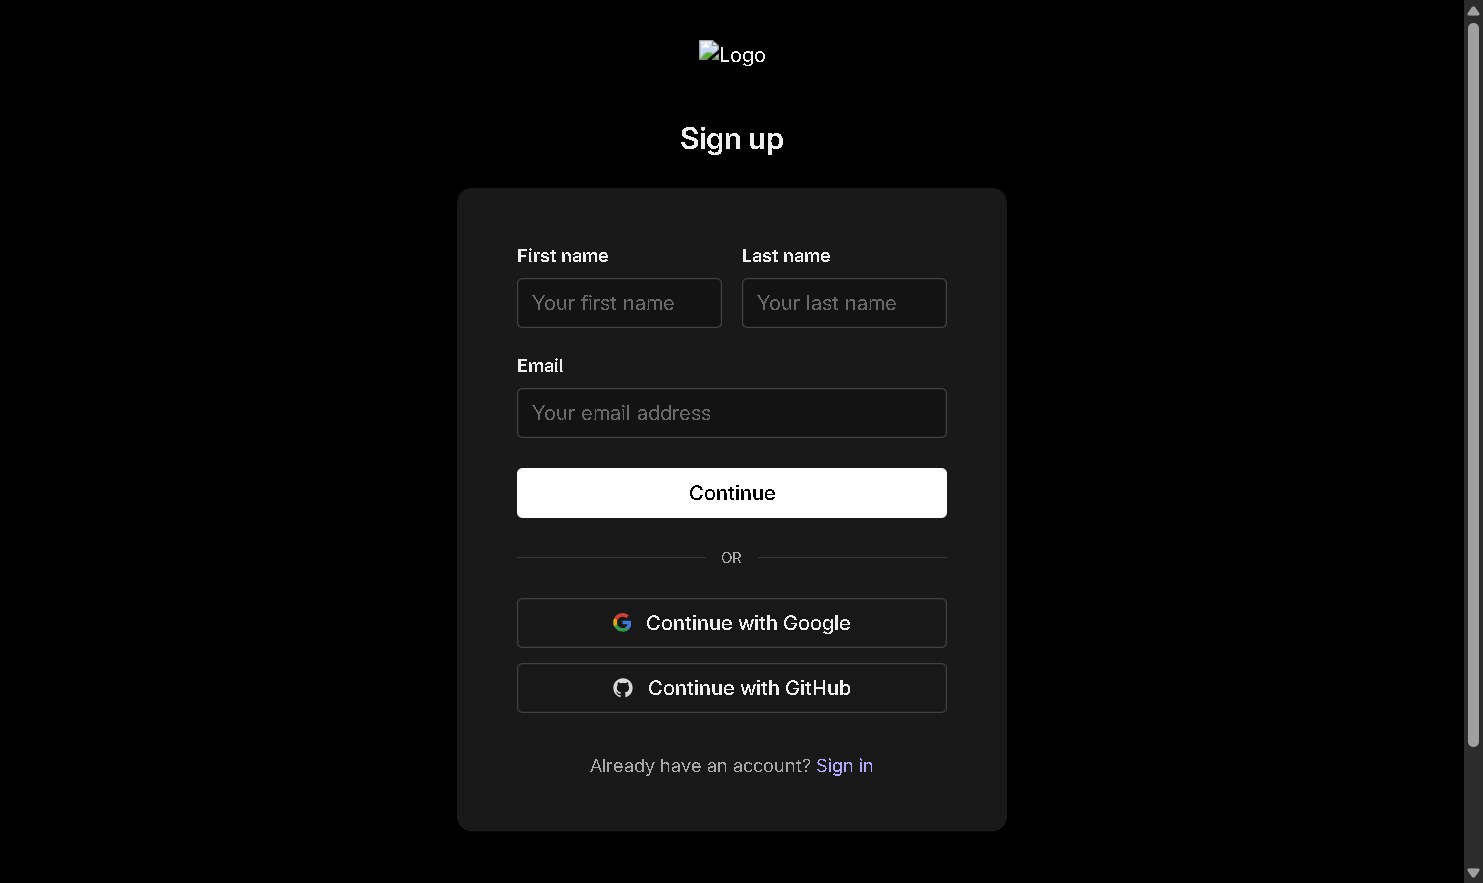 Logo
Sign up
First name Last name
Your first name Your last name
Email
Your email address
Continue
OR
Continue with Google
Continue with GitHub
Already have an account? Sign in